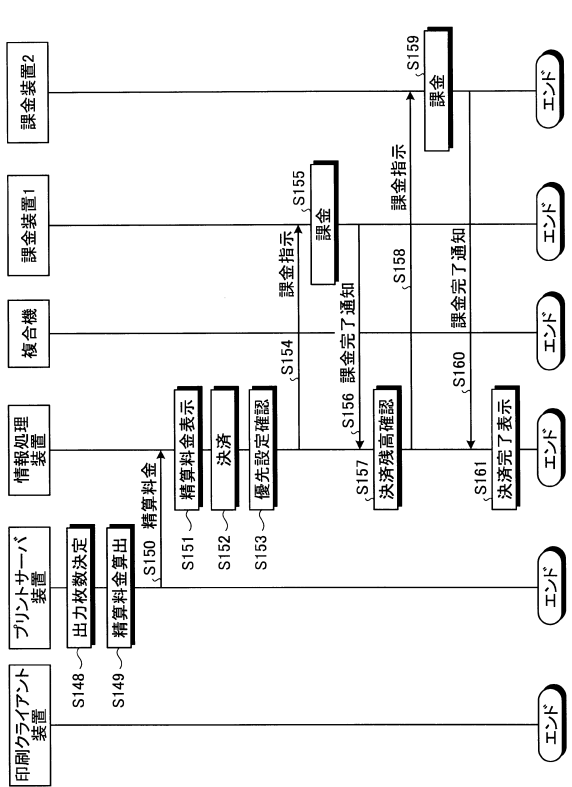 印刷クライアント
装置
プリントサーバ
装置
情報処理
装置
複合機
課金装置1
課金装置2
S148
出力枚数決定
S149
精算料金算出
S150
精算料金
S151
精算料金表示
S152
決済
S153
優先設定確認
S154
課金指示
S155
課金
S156
課金完了通知
S157
決済残高確認
S158
課金指示
S159
課金
S160
課金完了通知
S161
決済完了表示
エンド
エンド
エンド
エンド
エンド
エンド